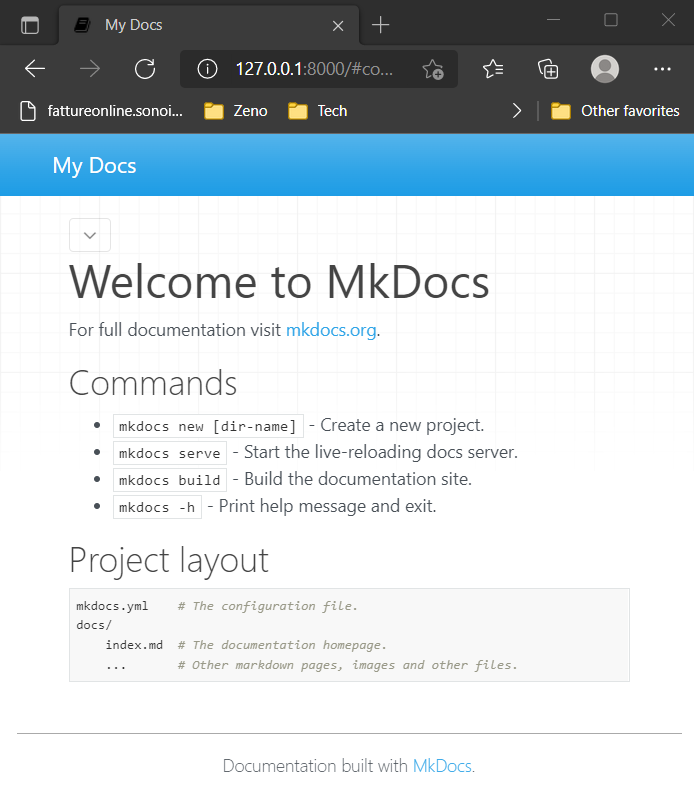 My Docs
127.0.0.1:8000/#co...
fattureonline.sonoi... Zeno Tech Other favorites
My Docs
Welcome to MkDocs
For full documentation visit mkdocs.org.
Commands
mkdocs new [dir-name] - Create a new project.
mkdocs serve - Start the live-reloading docs server.
mkdocs build - Build the documentation site.
mkdocs -h - Print help message and exit.
Project layout
mkdocs.yml    # The configuration file.
docs/
    index.md  # The documentation homepage.
    ...       # Other markdown pages, images and other files.
Documentation built with MkDocs.